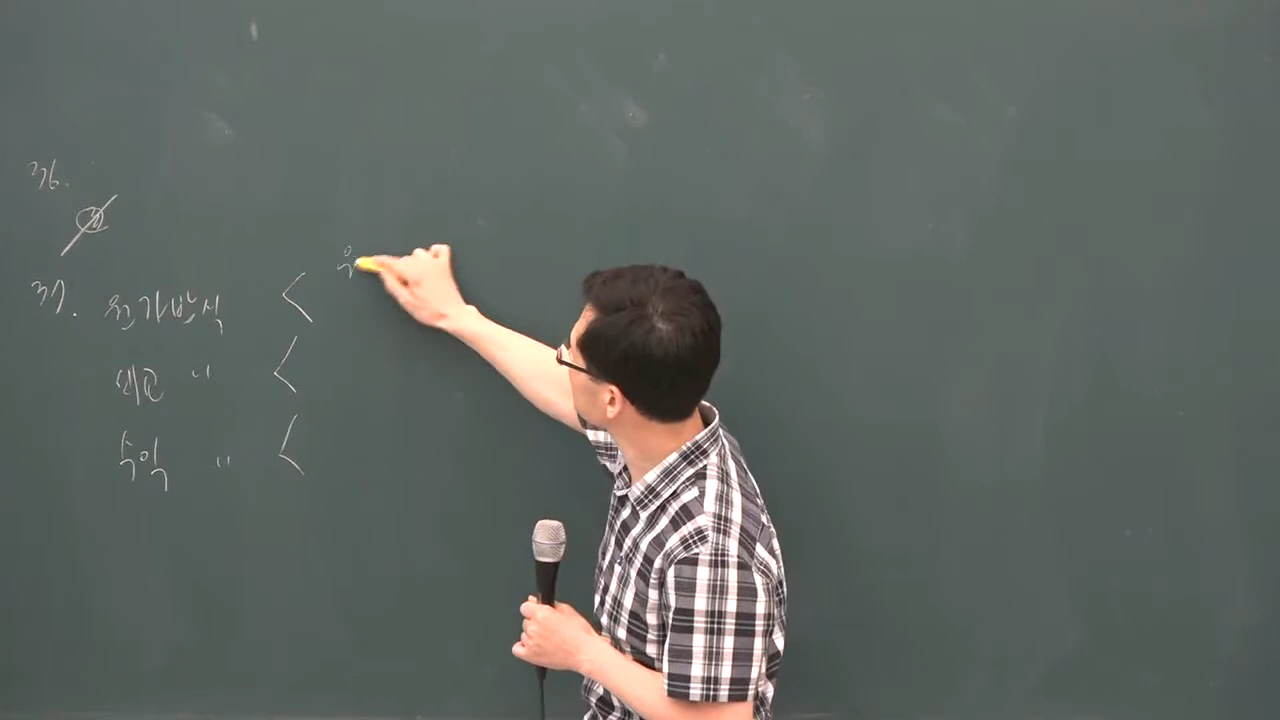 36.
37. 원가방식 <
비교 〃 <
수익 〃 <